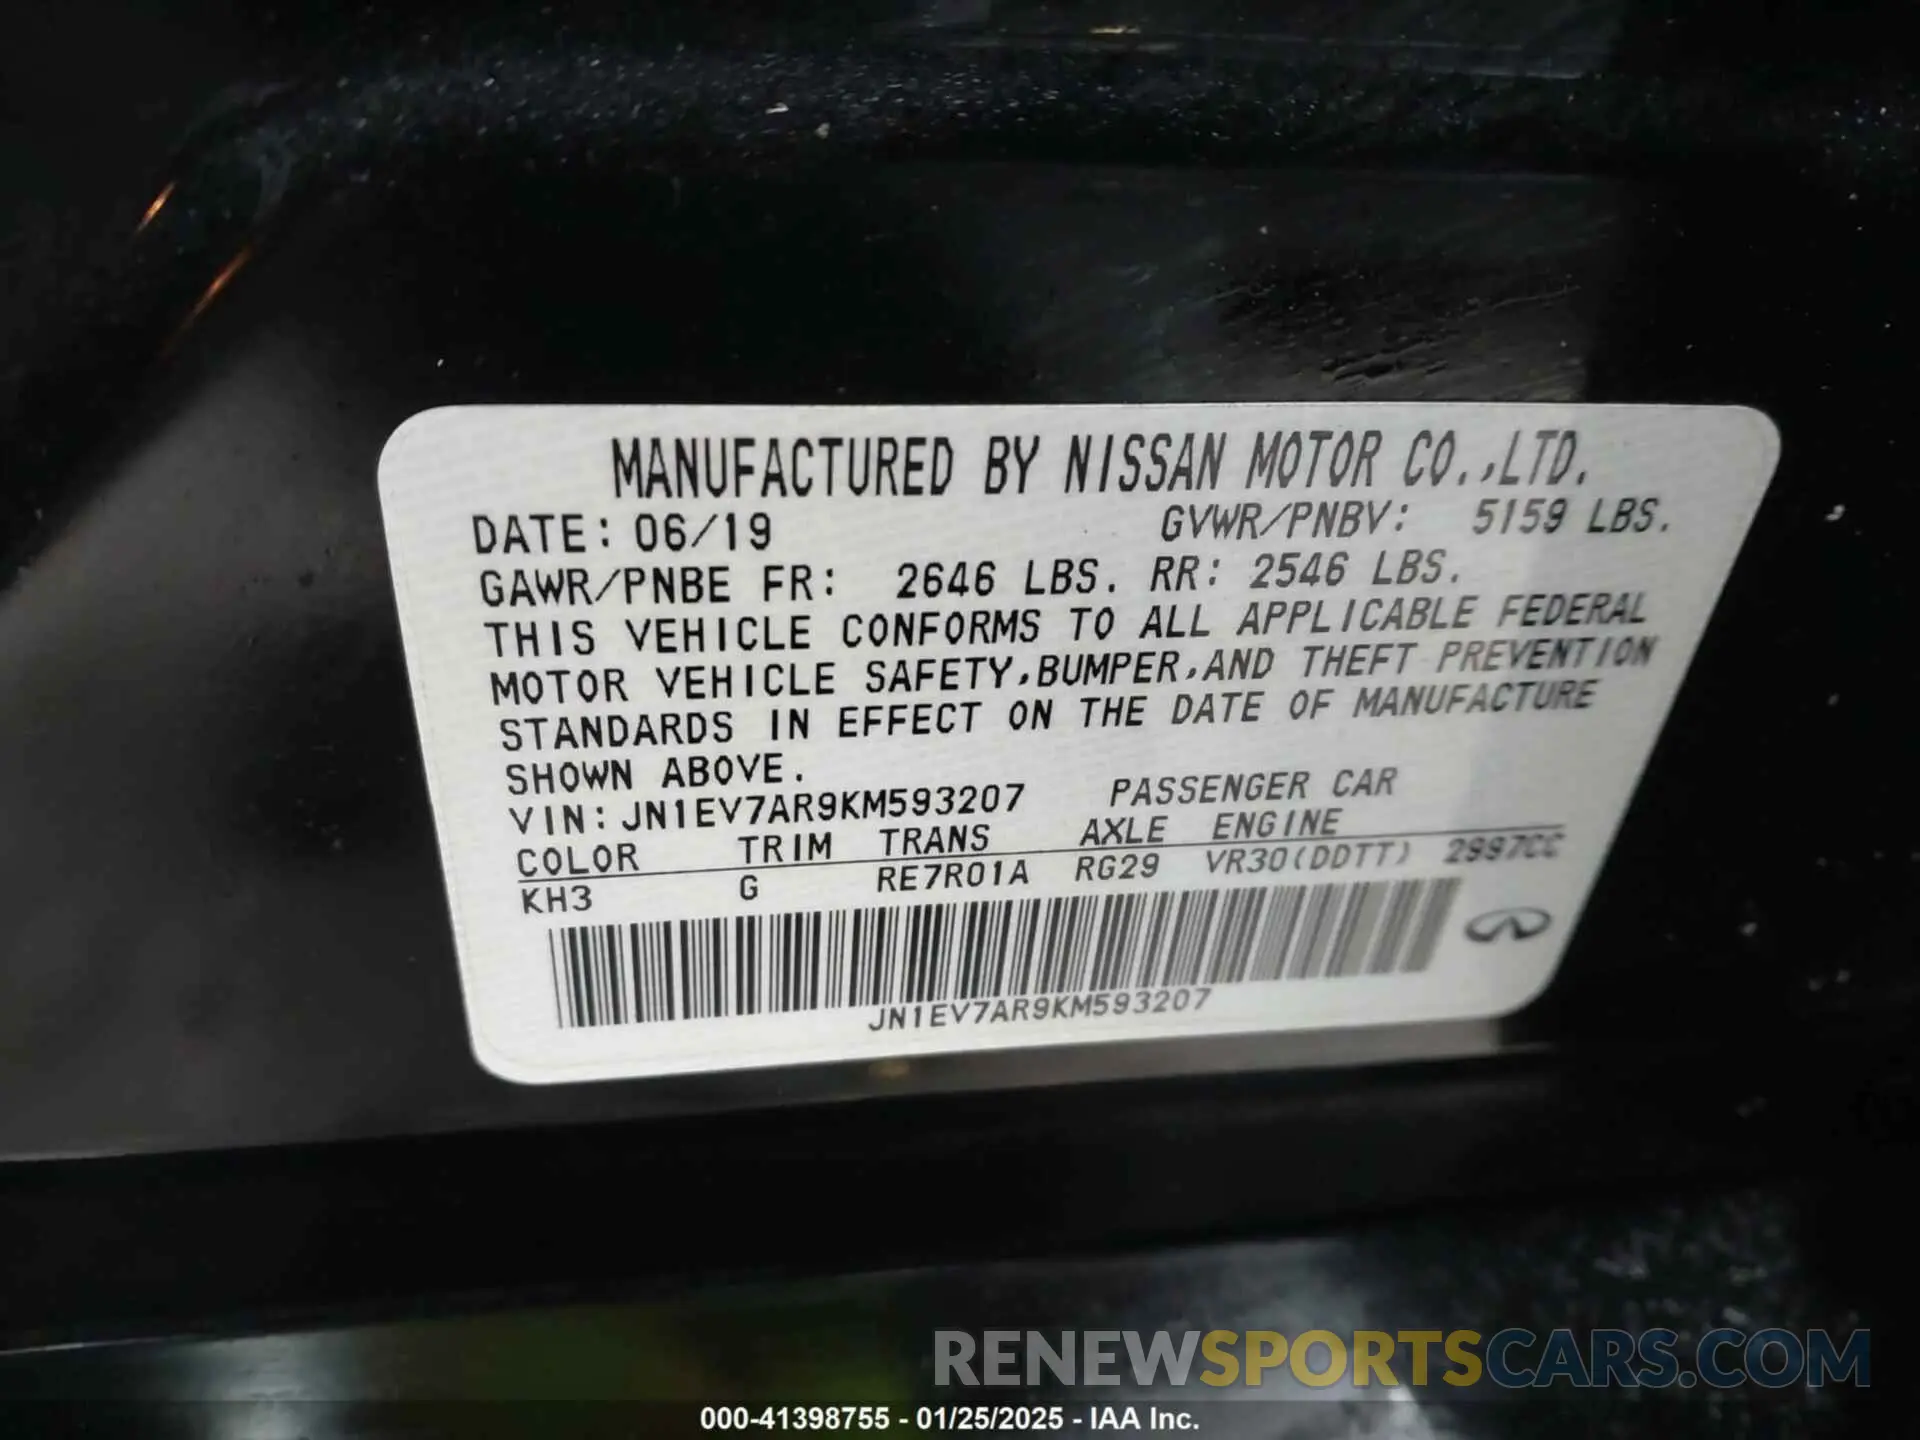 MANUFACTURED BY NISSAN MOTOR CO.,LTD.
DATE: 06/19 GVWR/PNBV: 5159 LBS.
GAWR/PNBE FR: 2646 LBS. RR: 2546 LBS.
THIS VEHICLE CONFORMS TO ALL APPLICABLE FEDERAL
MOTOR VEHICLE SAFETY,BUMPER,AND THEFT PREVENTION
STANDARDS IN EFFECT ON THE DATE OF MANUFACTURE
SHOWN ABOVE.
VIN: JN1EV7AR9KM593207 PASSENGER CAR
COLOR TRIM TRANS AXLE ENGINE
KH3 G RE7R01A RG29 VR30(DDTT) 2997CC
JN1EV7AR9KM593207
RENEWSPORTSCARS.COM
000-41398755 - 01/25/2025 - IAA Inc.